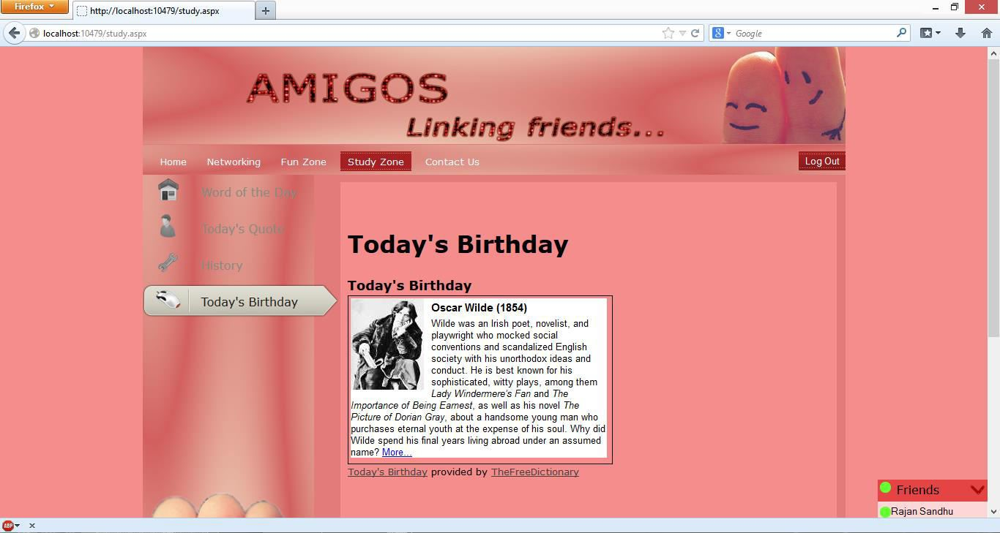 Firefox
http://localhost:10479/study.aspx
localhost:10479/study.aspx
Google
AMIGOS
Linking friends...
Home Networking Fun Zone Study Zone Contact Us Log Out
Word of the Day
Today's Quote
History
Today's Birthday
Today's Birthday
Today's Birthday
Oscar Wilde (1854)
Wilde was an Irish poet, novelist, and
playwright who mocked social
conventions and scandalized English
society with his unorthodox ideas and
conduct. He is best known for his
sophisticated, witty plays, among them
Lady Windermere's Fan and The
Importance of Being Earnest, as well as his novel The
Picture of Dorian Gray, about a handsome young man who
purchases eternal youth at the expense of his soul. Why did
Wilde spend his final years living abroad under an assumed
name? More...
Today's Birthday provided by TheFreeDictionary
Friends
Rajan Sandhu
ABP